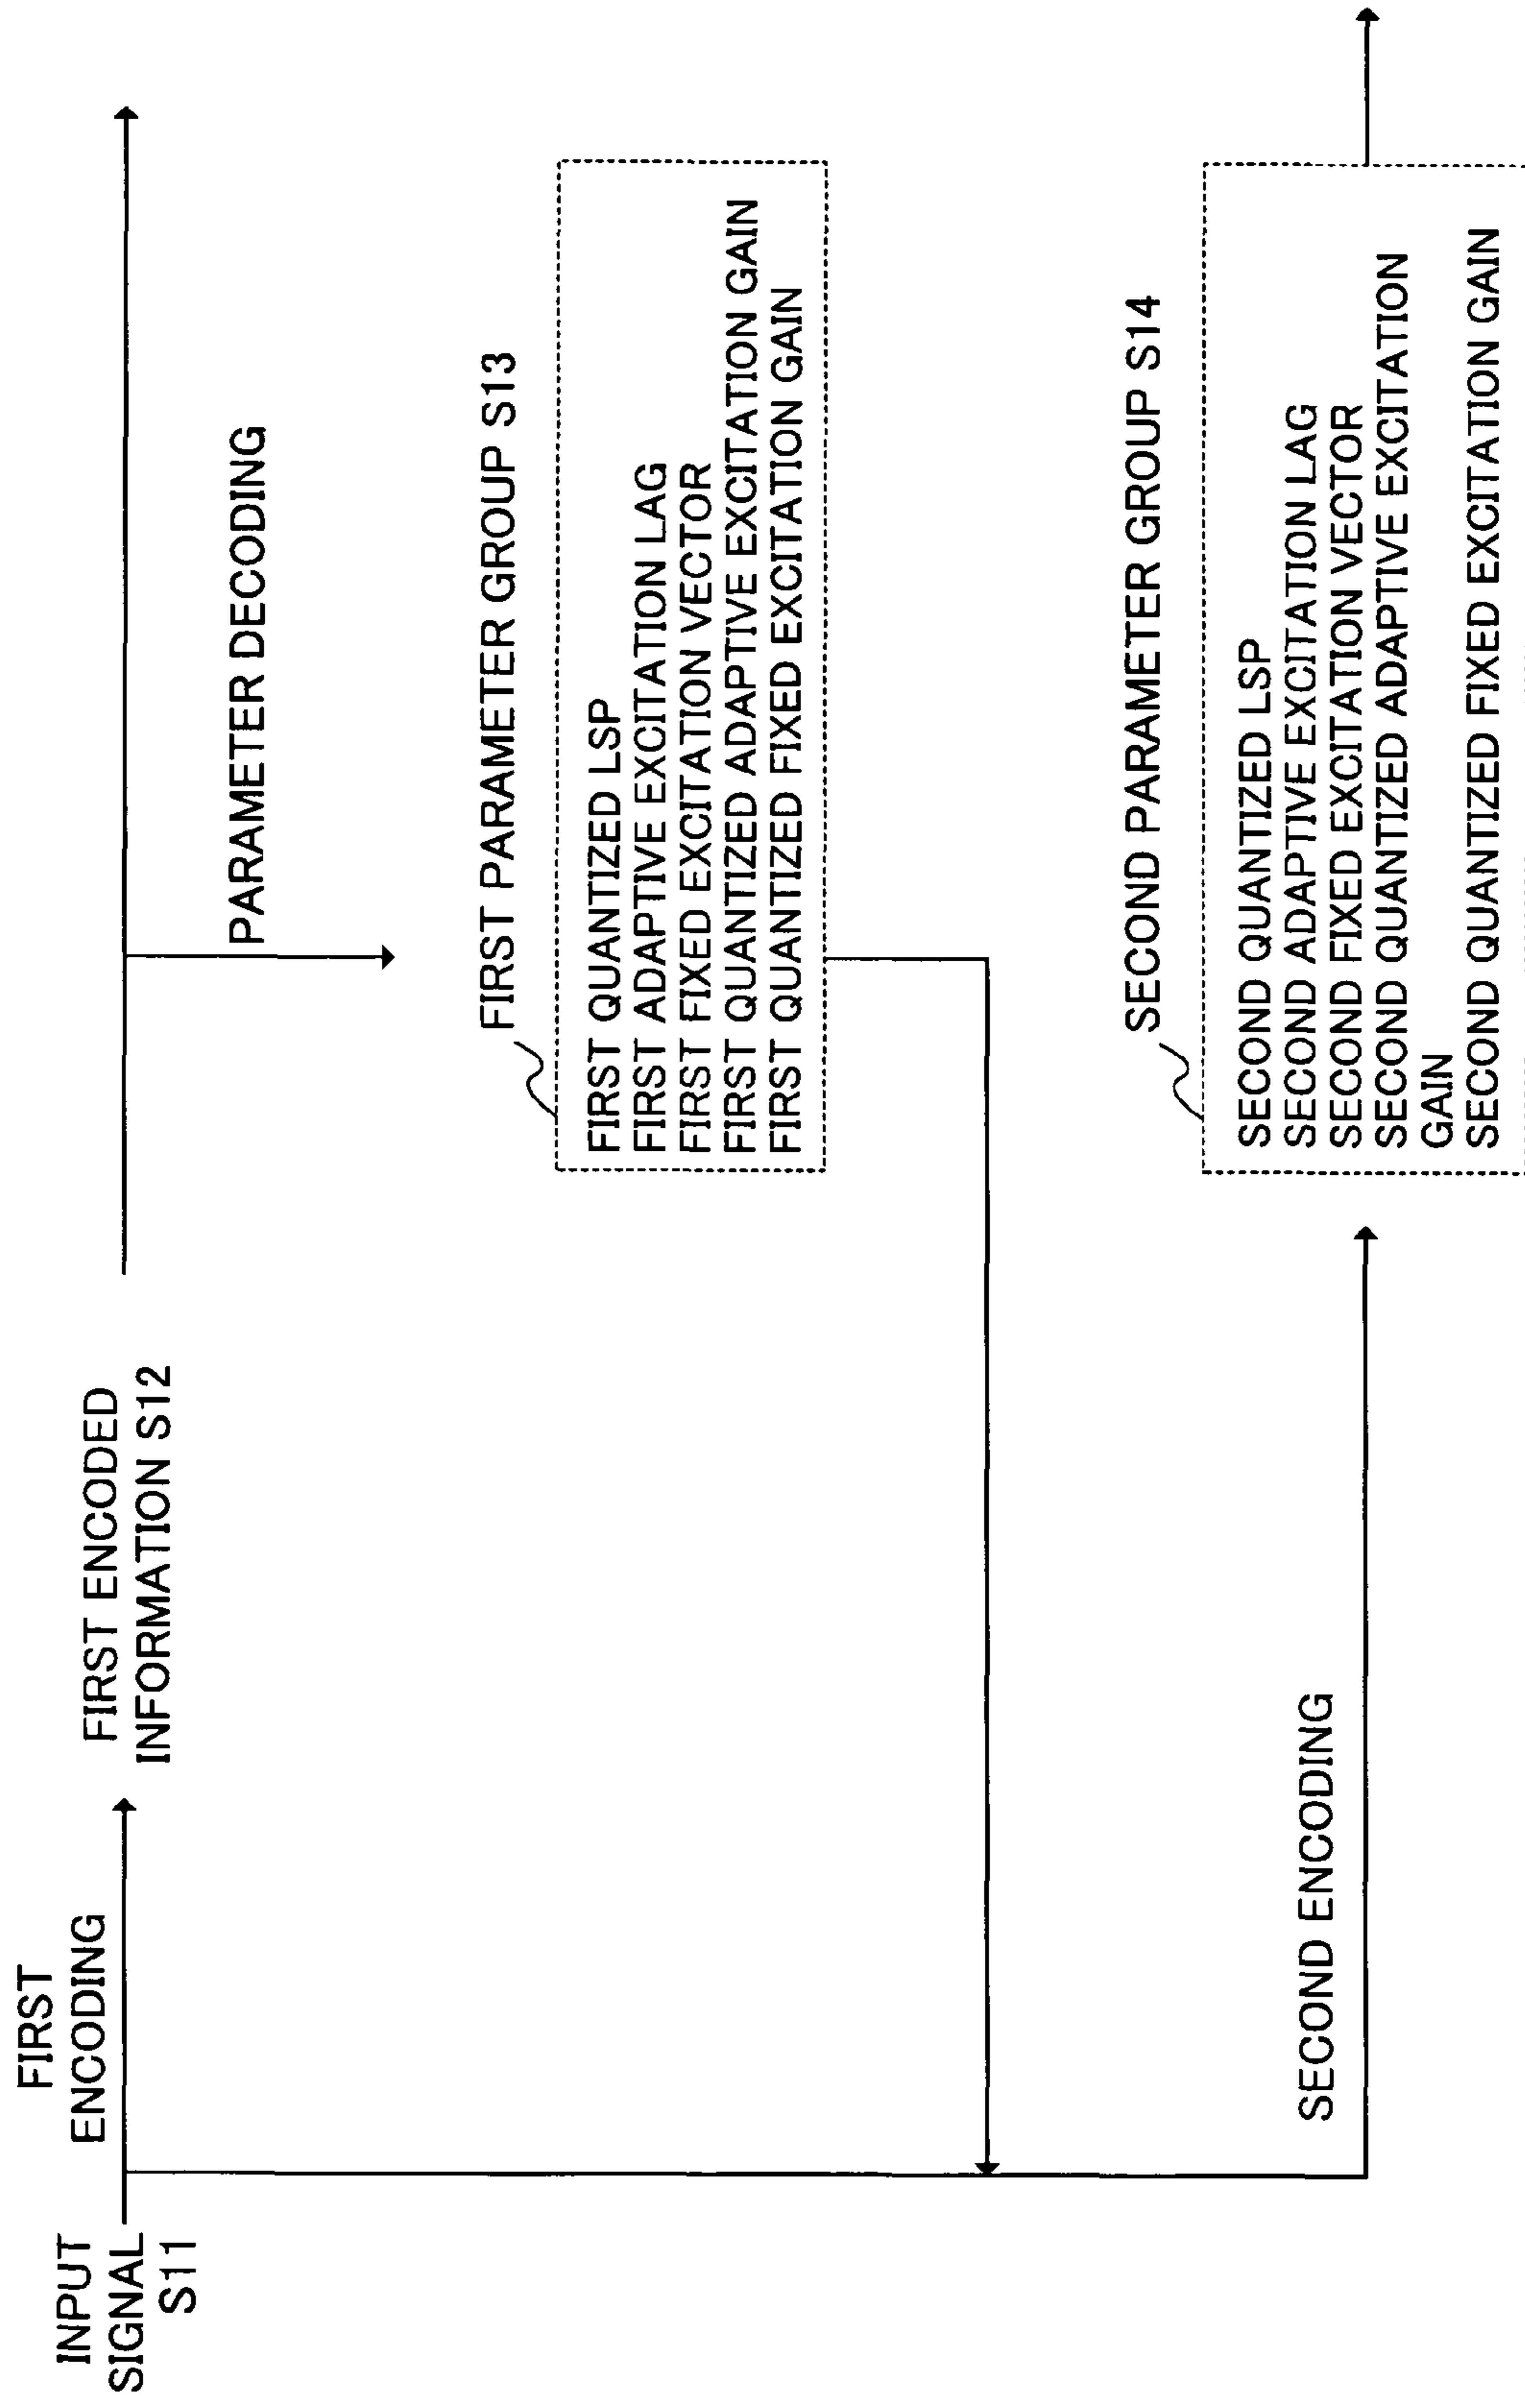 FIRST
ENCODING
INPUT
SIGNAL
S11
FIRST ENCODED
INFORMATION S12
PARAMETER DECODING
FIRST PARAMETER GROUP S13
FIRST QUANTIZED LSP
FIRST ADAPTIVE EXCITATION LAG
FIRST FIXED EXCITATION VECTOR
FIRST QUANTIZED ADAPTIVE EXCITATION GAIN
FIRST QUANTIZED FIXED EXCITATION GAIN
SECOND PARAMETER GROUP S14
SECOND ENCODING
SECOND QUANTIZED LSP
SECOND ADAPTIVE EXCITATION LAG
SECOND FIXED EXCITATION VECTOR
SECOND QUANTIZED ADAPTIVE EXCITATION
GAIN
SECOND QUANTIZED FIXED EXCITATION GAIN